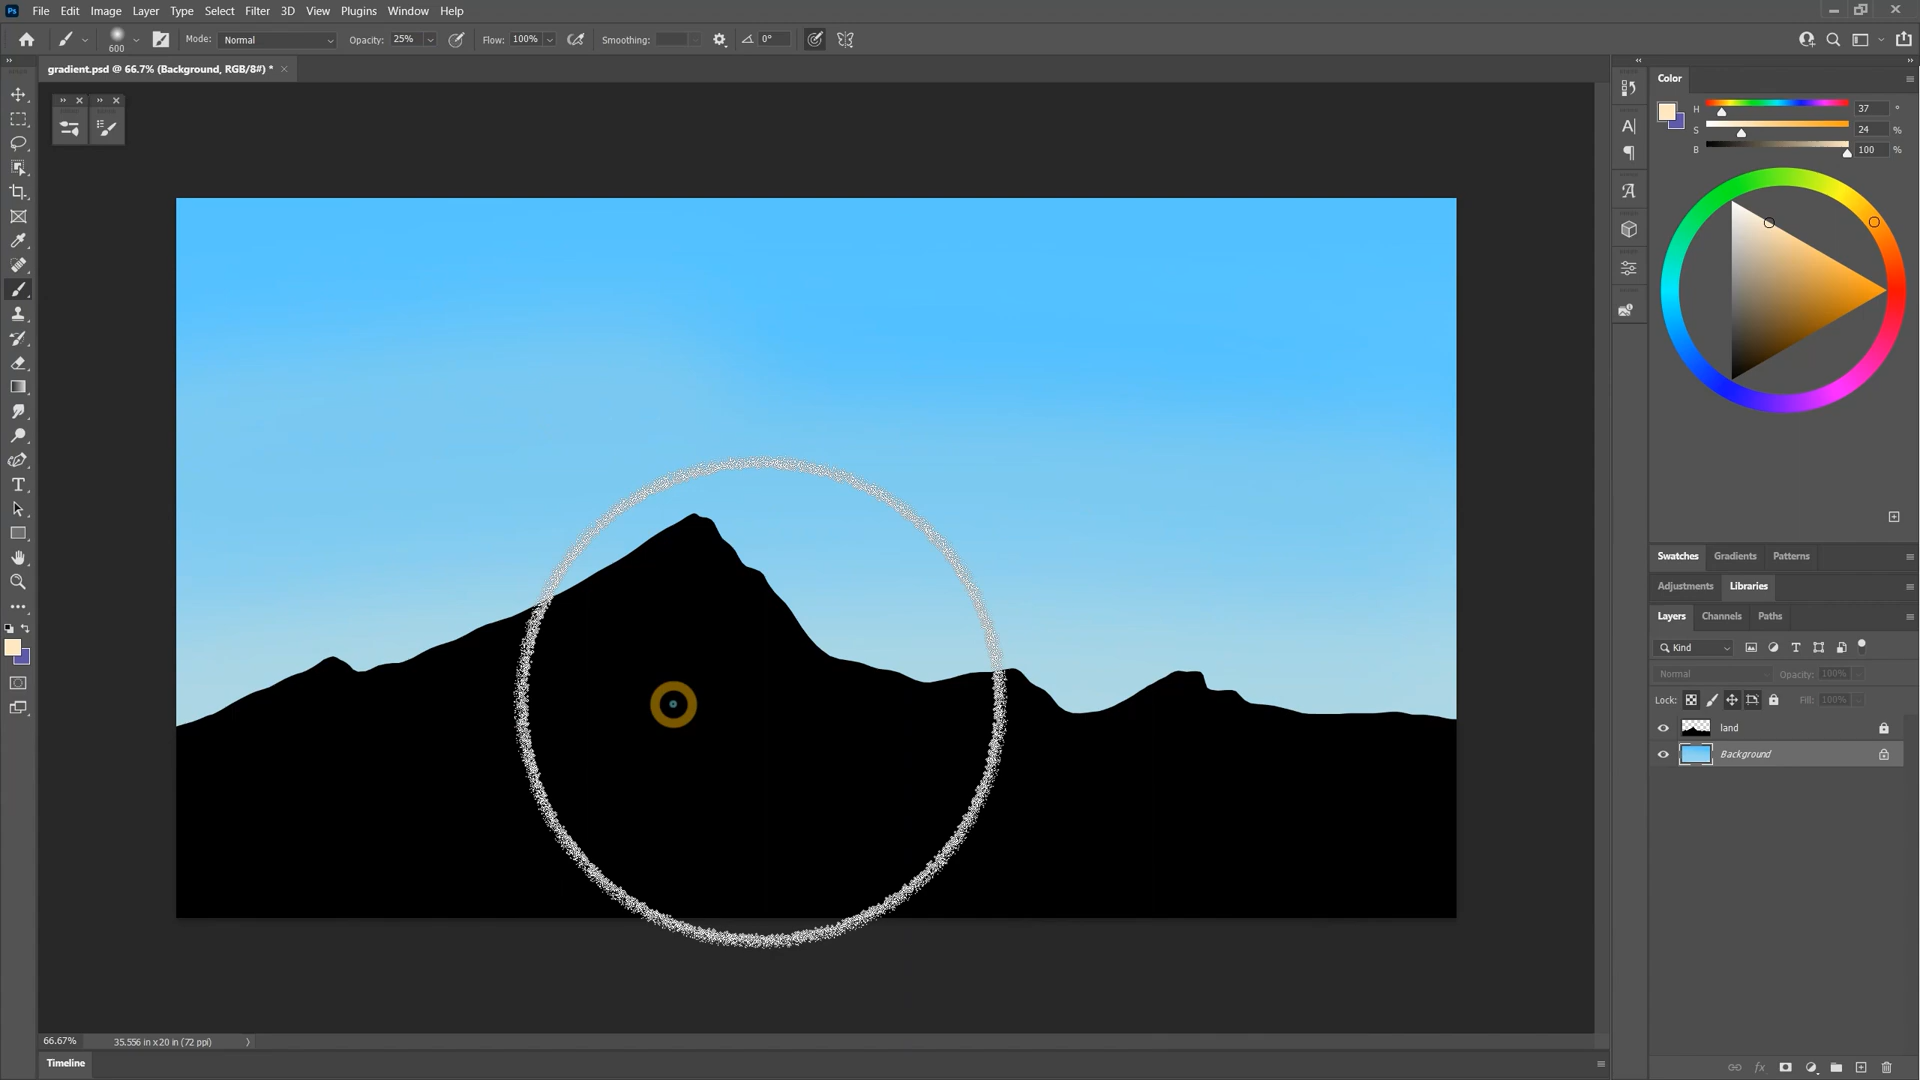 Ps File Edit Image Layer Type Select Filter 3D View Plugins Window Help
600 Mode: Normal Opacity: 25% Flow: 100% Smoothing: 0°
gradient.psd @ 66.7% (Background, RGB/8#) *
Color
H 37 °
S 24 %
B 100 %
Swatches Gradients Patterns
Adjustments Libraries
Layers Channels Paths
Kind
Normal Opacity: 100%
Lock: Fill: 100%
land
Background
66.67% 35.556 in x 20 in (72 ppi)
Timeline